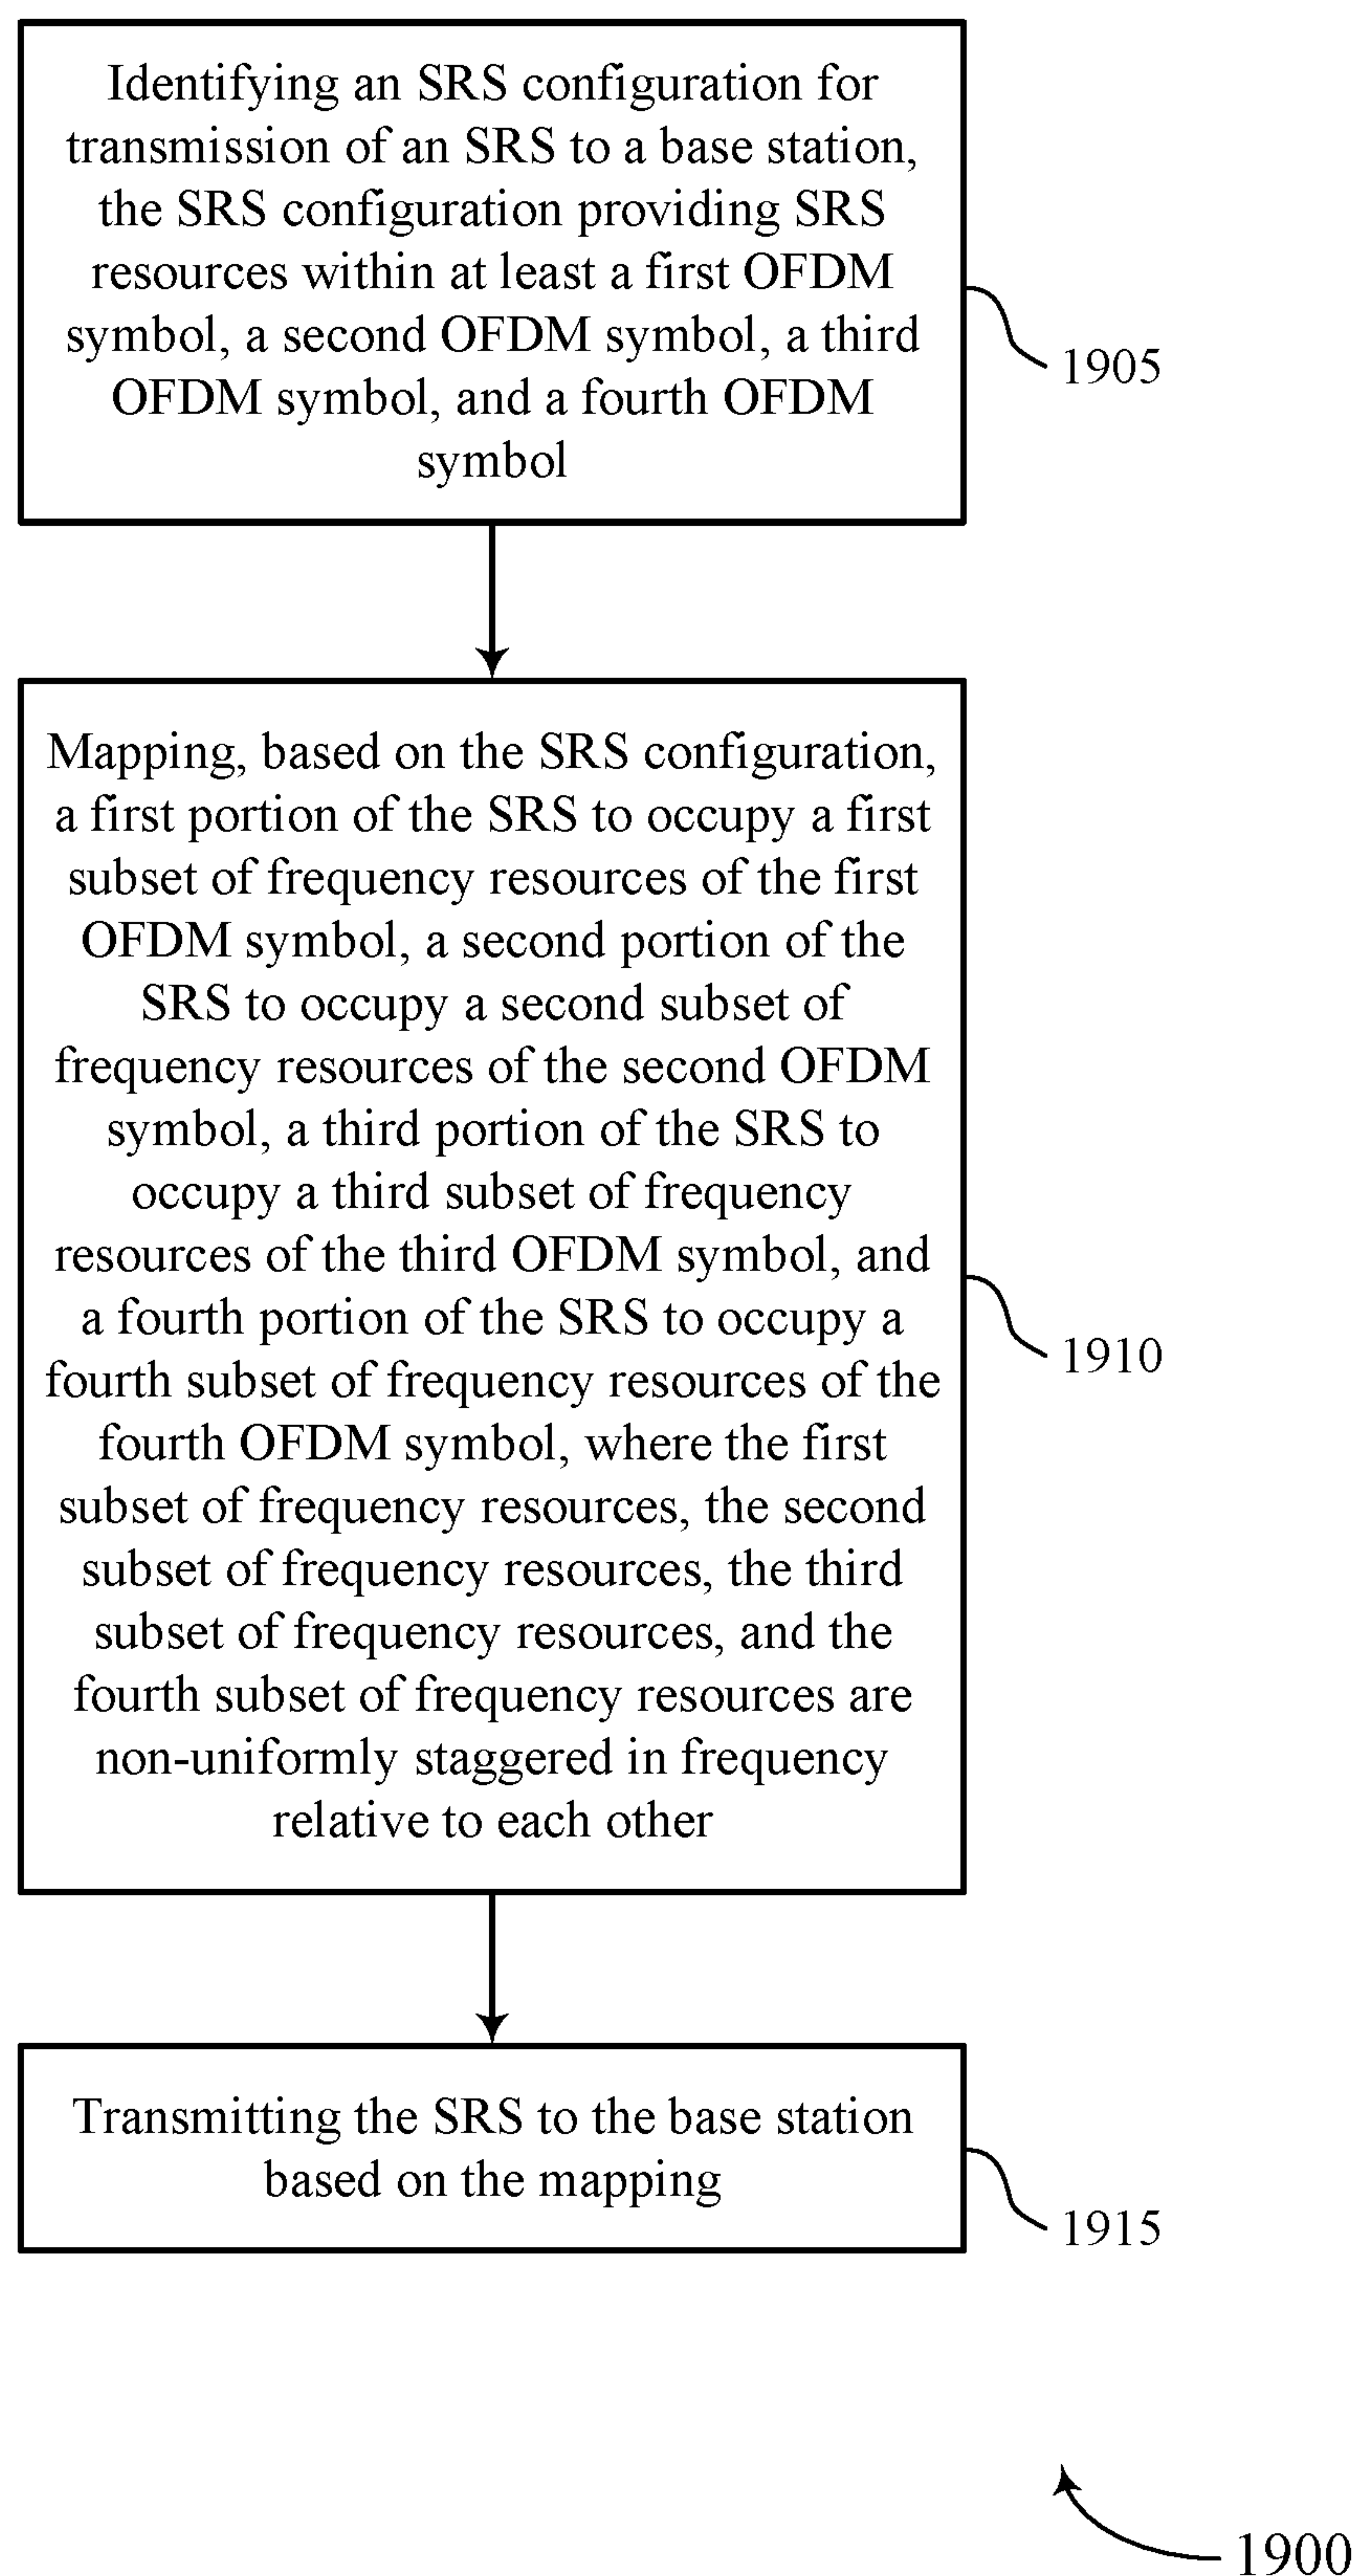 Identifying an SRS configuration for
transmission of an SRS to a base station,
the SRS configuration providing SRS
resources within at least a first OFDM
symbol, a second OFDM symbol, a third
OFDM symbol, and a fourth OFDM
symbol
1905
Mapping, based on the SRS configuration,
a first portion of the SRS to occupy a first
subset of frequency resources of the first
OFDM symbol, a second portion of the
SRS to occupy a second subset of
frequency resources of the second OFDM
symbol, a third portion of the SRS to
occupy a third subset of frequency
resources of the third OFDM symbol, and
a fourth portion of the SRS to occupy a
fourth subset of frequency resources of the
fourth OFDM symbol, where the first
subset of frequency resources, the second
subset of frequency resources, the third
subset of frequency resources, and the
fourth subset of frequency resources are
non-uniformly staggered in frequency
relative to each other
1910
Transmitting the SRS to the base station
based on the mapping
1915
1900